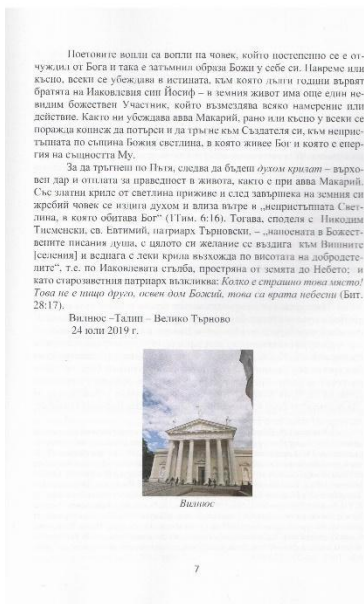 Поетовите вопли са вопли на човек, който постепенно се е от-
чуждил от Бога и така е затъмнил образа Божи у себе си. Навреме или
късно, всеки се убеждава в истината, към която дълги години вървят
братята на Иаковлевия син Йосиф – в земния живот има още един не-
видим божествен Участник, който възмездява всяко намерение или
действие. Както ни убеждава авва Макарий, рано или късно у всеки се
поражда копнеж да потърси и да тръгне към Създателя си, към непристъ-
пната по същина Божия светлина, в която живее Бог и която е енер-
гия на същността Му.
За да тръгнеш по Пътя, следва да бъдеш духом крилат – върхо-
вен дар и отплата за праведност в живота, както с при авва Макарий.
Със златни криле от светлина приживе и след завършека на земния си
жребий човек се издига духом и влиза вътре в „непристъпната Свет-
лина, в която обитава Бог“ (IТим. 6:16). Тогава, споделя с Никодим
Тисменски, св. Евтимий, патриарх Търновски, – „напоената в Божест-
вените писания душа, с цялото си желание се въздига към Вишните
[селения] и веднага с леки крила възхожда по висотата на добродете-
лите“, т.е. по Иаковлевата стълба, простряна от земята до Небето; и
като старозаветния патриарх възкликва: Колко е страшно това място!
Това не е нищо друго, освен дом Божий, това са врата небесни (Бит.
28:17).
Вилнюс –Талин – Велико Търново
24 юли 2019 г.
Вилнюс
7